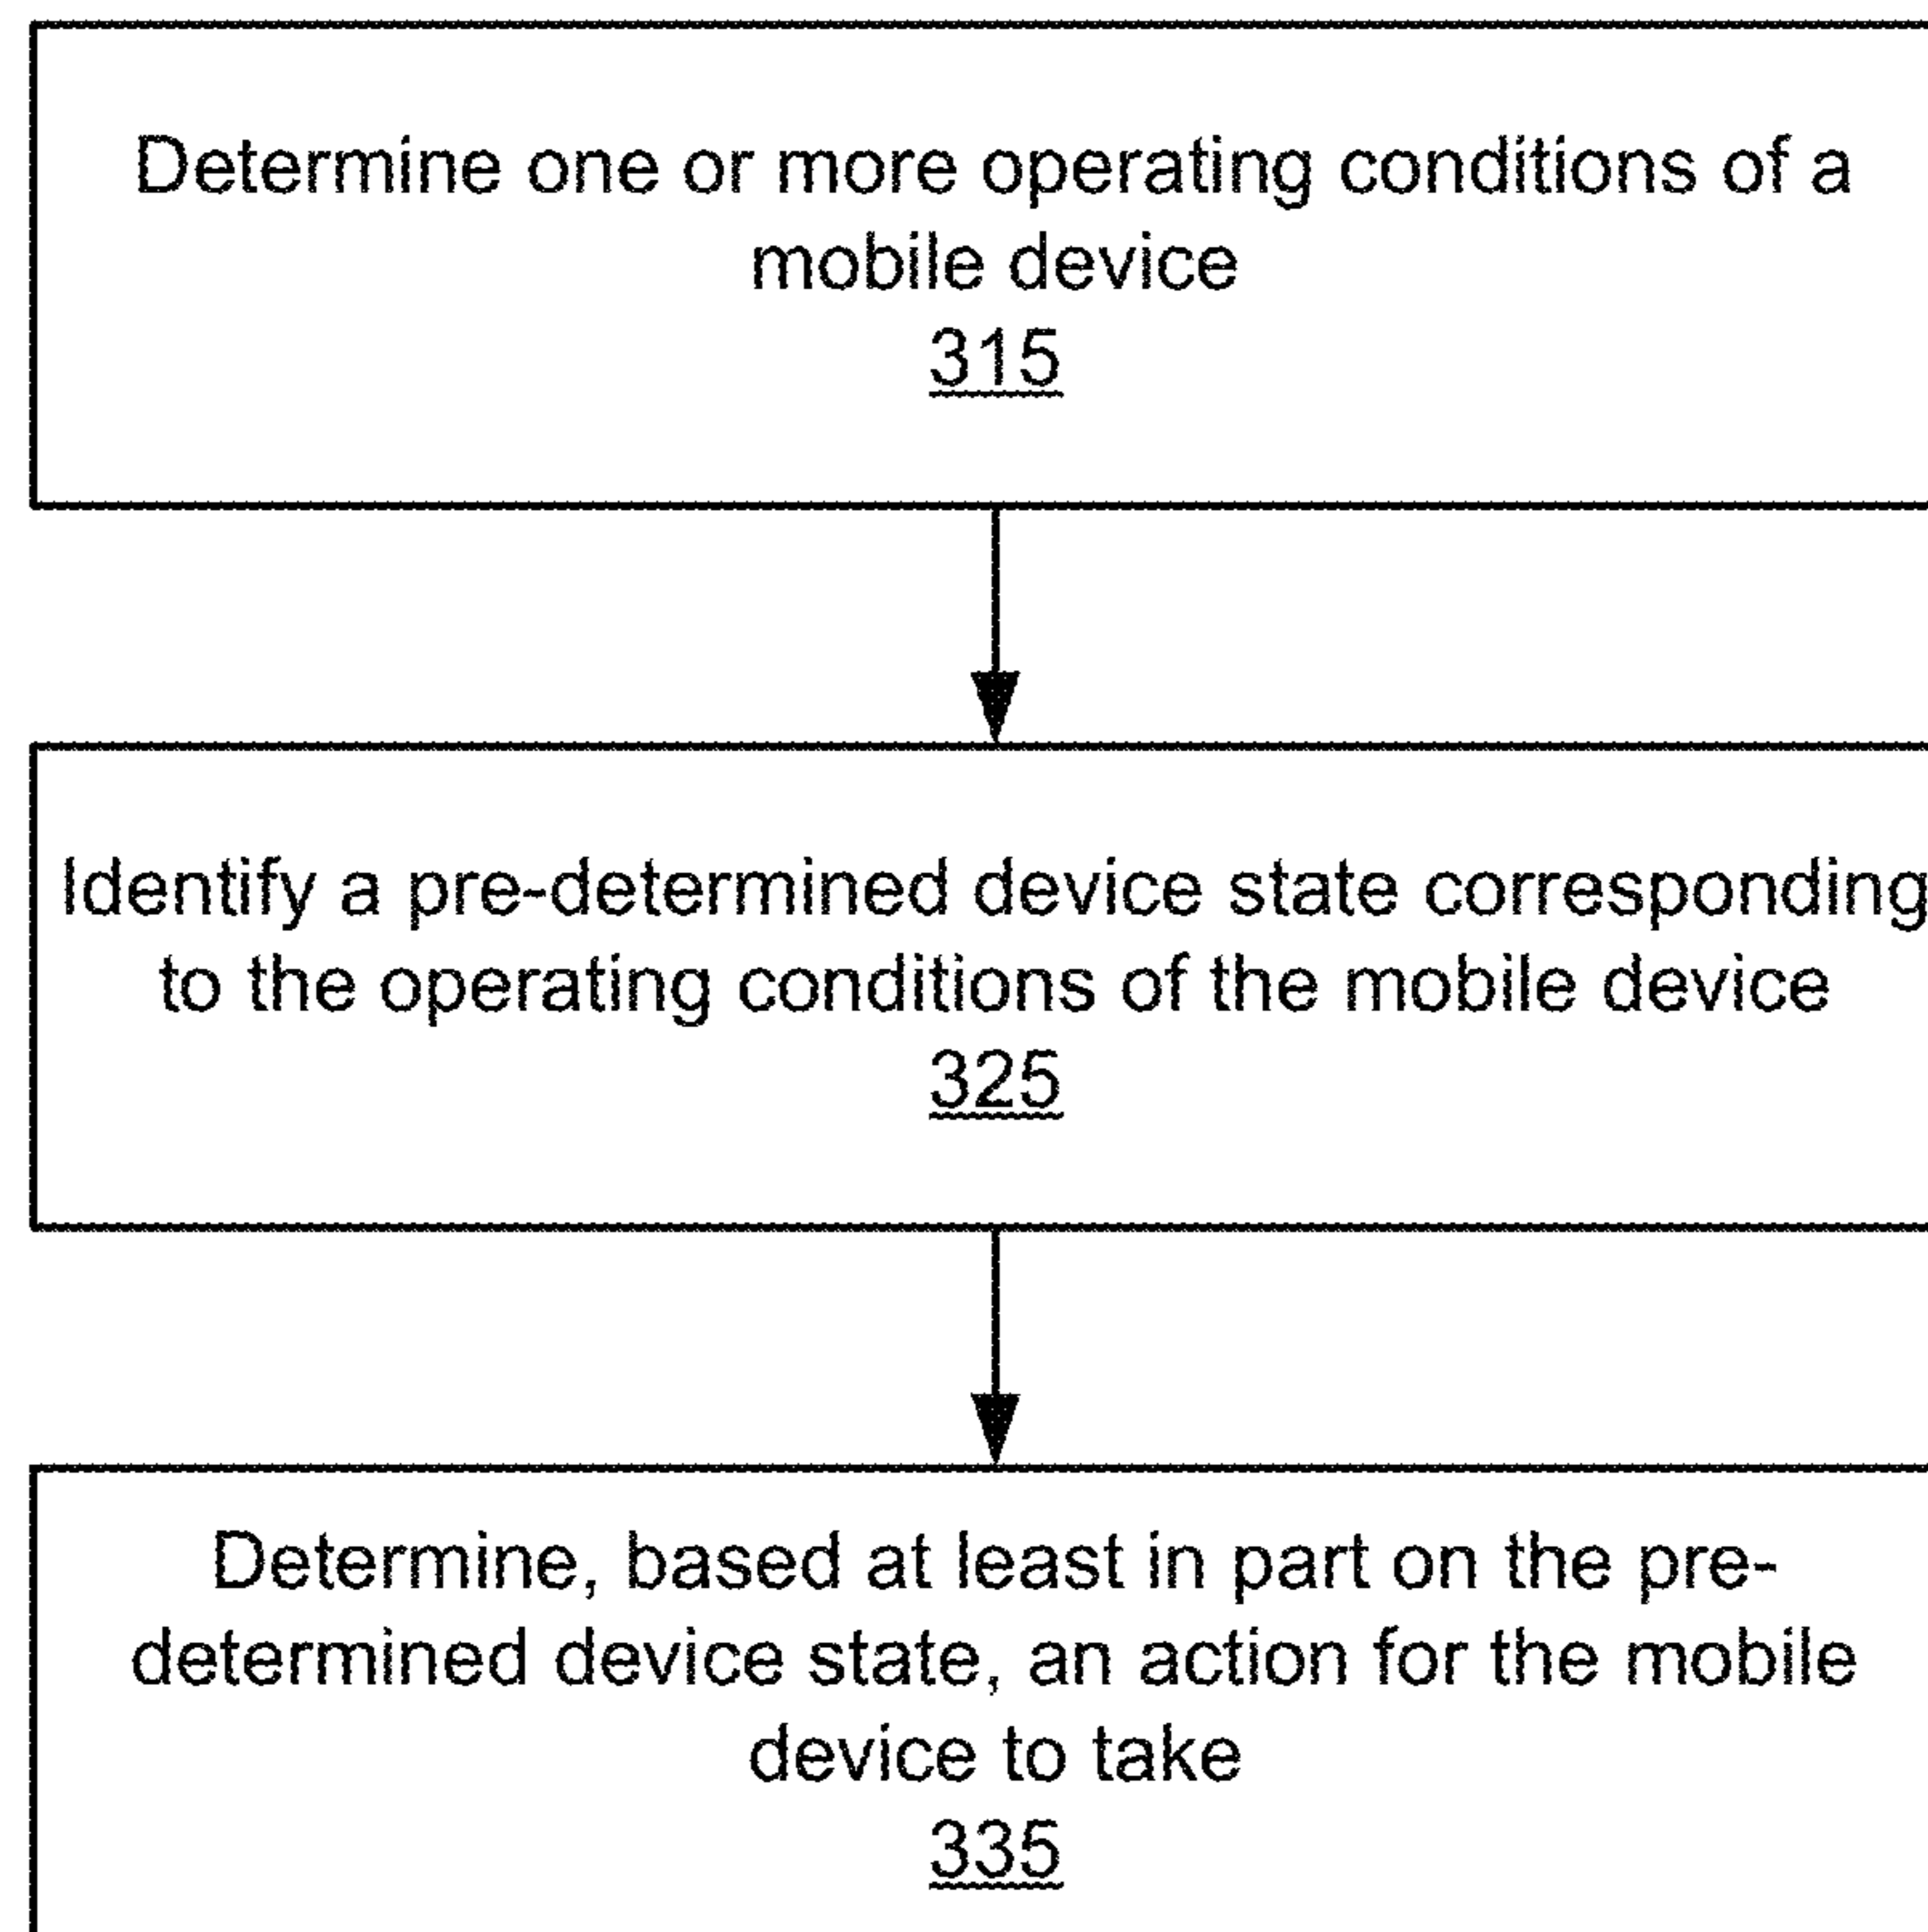 Determine one or more operating conditions of a
mobile device
315
Identify a pre-determined device state corresponding
to the operating conditions of the mobile device
325
Determine, based at least in part on the pre-
determined device state, an action for the mobile
device to take
335